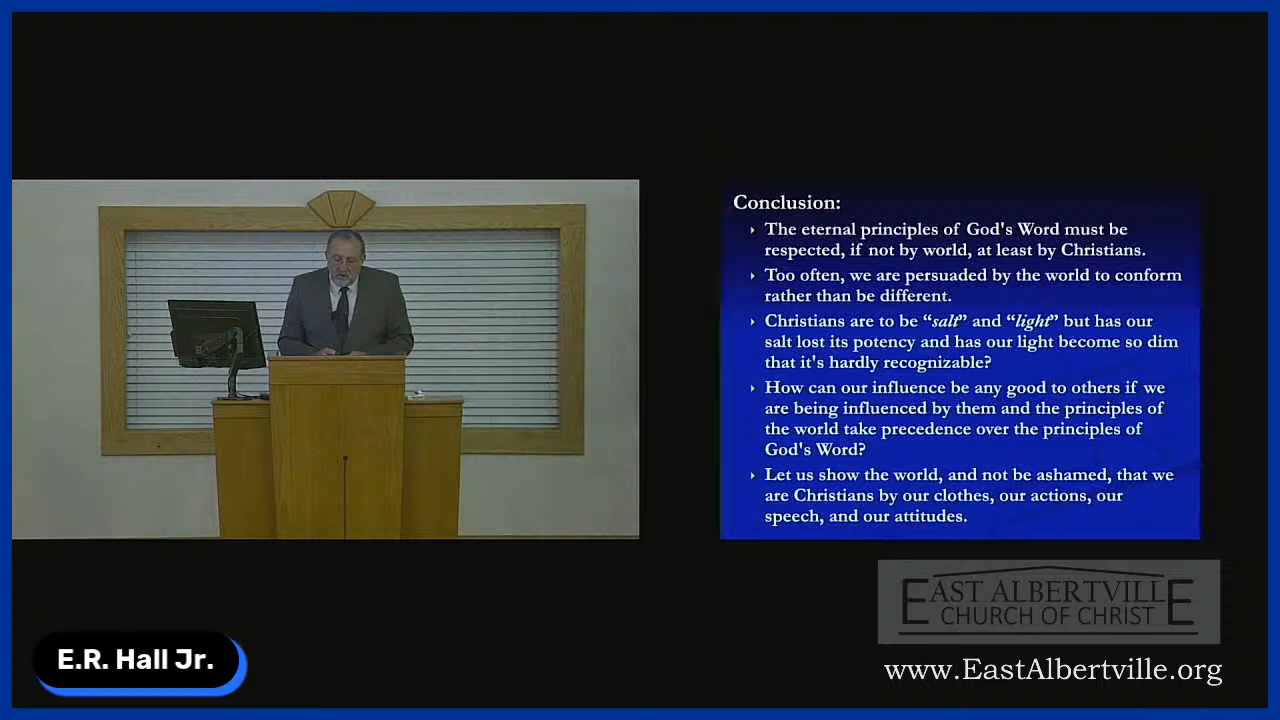 Conclusion:
The eternal principles of God's Word must be
respected, if not by world, at least by Christians.
Too often, we are persuaded by the world to conform
rather than be different.
Christians are to be “salt” and “light” but has our
salt lost its potency and has our light become so dim
that it's hardly recognizable?
How can our influence be any good to others if we
are being influenced by them and the principles of
the world take precedence over the principles of
God's Word?
Let us show the world, and not be ashamed, that we
are Christians by our clothes, our actions, our
speech, and our attitudes.
EAST ALBERTVILLE
CHURCH OF CHRIST
www.EastAlbertville.org
E.R. Hall Jr.